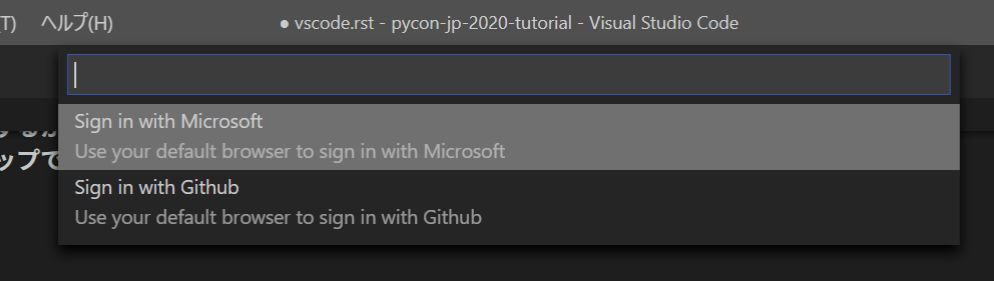 (T) ヘルプ(H) ● vscode.rst - pycon-jp-2020-tutorial - Visual Studio Code
Sign in with Microsoft
Use your default browser to sign in with Microsoft
ップで
Sign in with Github
Use your default browser to sign in with Github